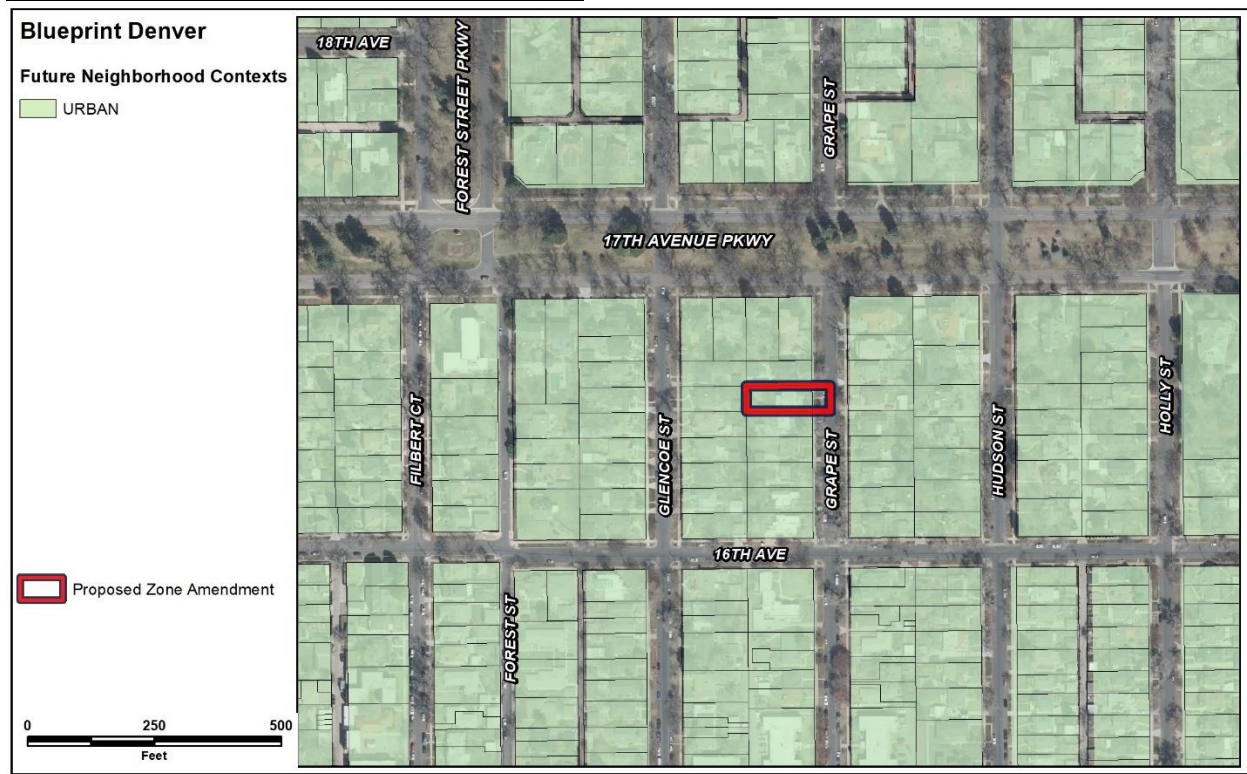 Blueprint Denver
Future Neighborhood Contexts
URBAN
Proposed Zone Amendment
0 250 500
Feet
18TH AVE
FOREST STREET PKWY
GRAPE ST
17TH AVENUE PKWY
FILBERT CT
GLENCOE ST
GRAPE ST
HUDSON ST
HOLLY ST
16TH AVE
FOREST ST